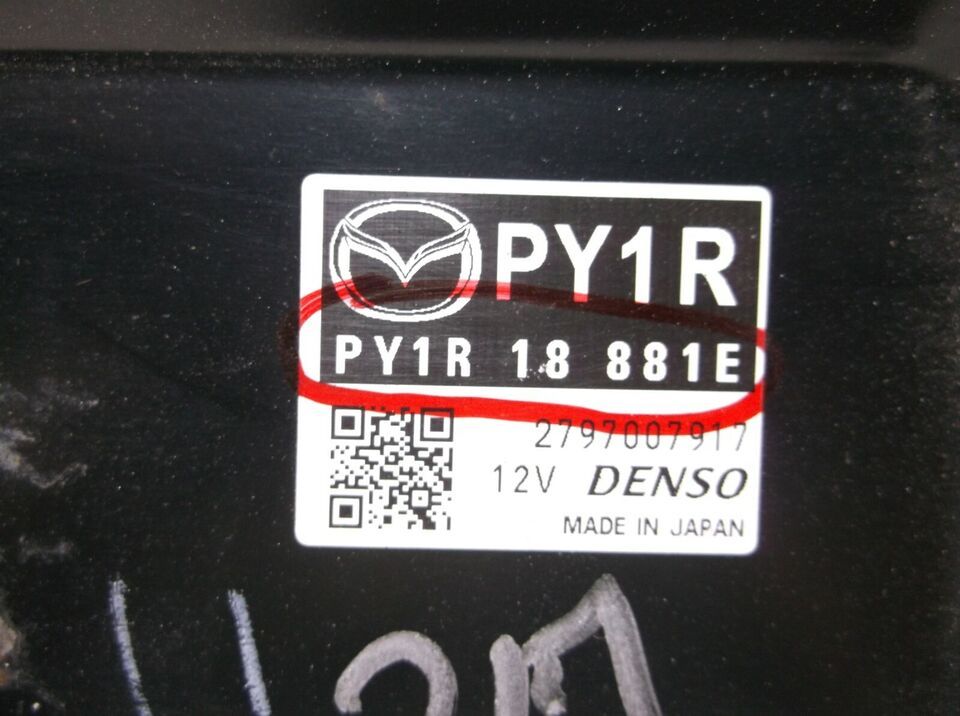 PY1R
PY1R 18 881E
2797007917
12V DENSO
MADE IN JAPAN